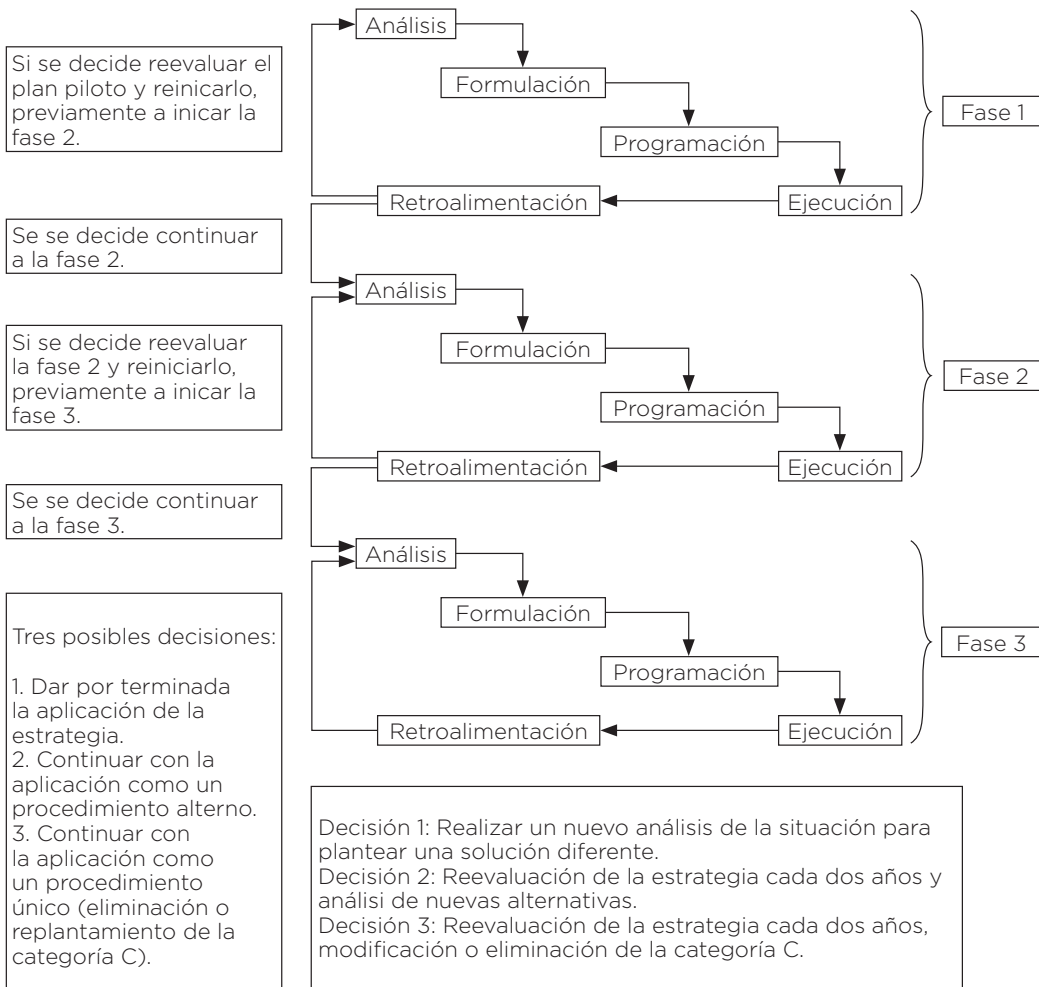 Análisis
Si se decide reevaluar el
plan piloto y reinicarlo,
previamente a inicar la
fase 2.
Formulación
Fase 1
Programación
Retroalimentación
Ejecución
Se se decide continuar
a la fase 2.
Análisis
Si se decide reevaluar
la fase 2 y reiniciarlo,
previamente a inicar la
fase 3.
Formulación
Fase 2
Programación
Retroalimentación
Ejecución
Se se decide continuar
a la fase 3.
Análisis
Formulación
Fase 3
Programación
Retroalimentación
Ejecución
Tres posibles decisiones:
1. Dar por terminada
la aplicación de la
estrategia.
2. Continuar con la
aplicación como un
procedimiento alterno.
3. Continuar con
la aplicación como
un procedimiento
único (eliminación o
replantamiento de la
categoría C).
Decisión 1: Realizar un nuevo análisis de la situación para
plantear una solución diferente.
Decisión 2: Reevaluación de la estrategia cada dos años y
análisi de nuevas alternativas.
Decisión 3: Reevaluación de la estrategia cada dos años,
modificación o eliminación de la categoría C.